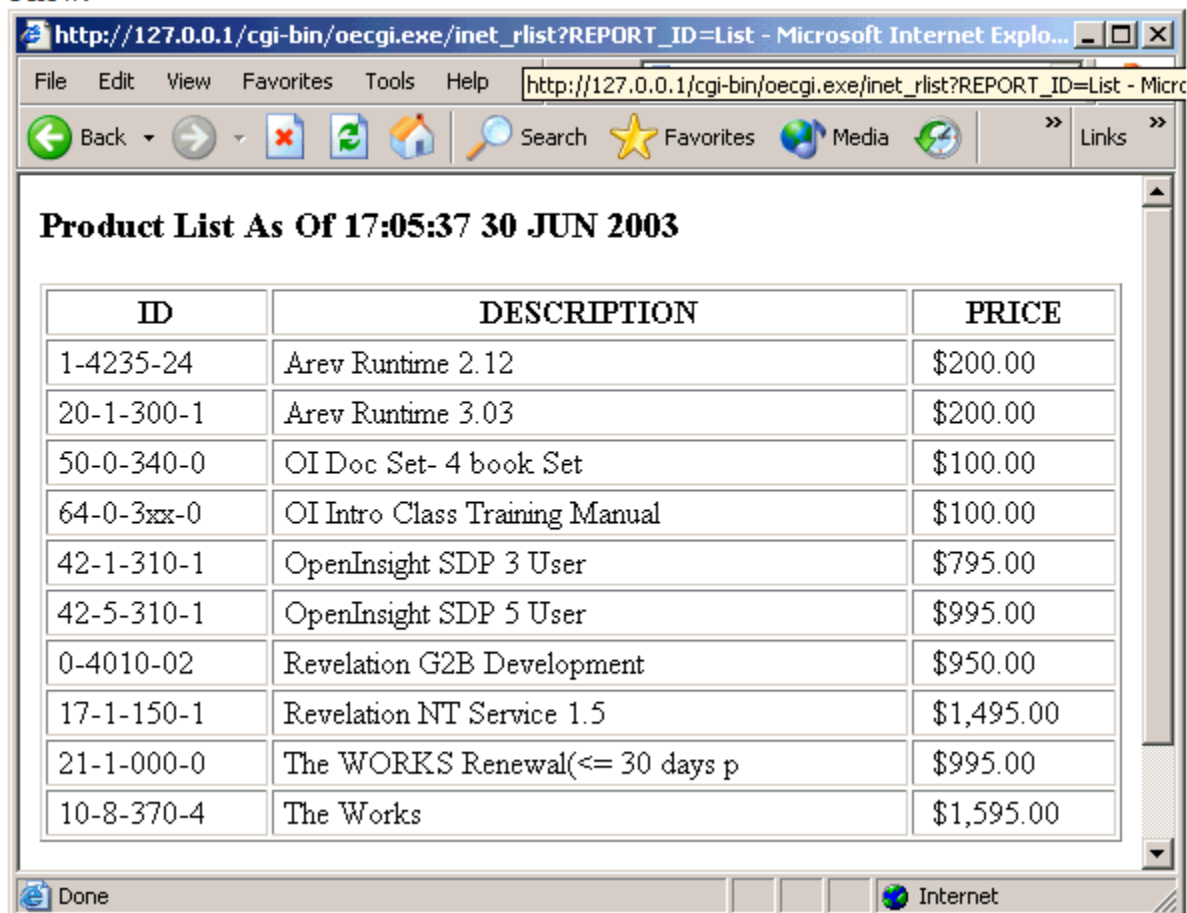 http://127.0.0.1/cgi-bin/oecgi.exe/inet_rlist?REPORT_ID=List - Microsoft Internet Explo...
File Edit View Favorites Tools Help http://127.0.0.1/cgi-bin/oecgi.exe/inet_rlist?REPORT_ID=List - Micro
Back Search Favorites Media » Links »
Product List As Of 17:05:37 30 JUN 2003
ID DESCRIPTION PRICE
1-4235-24 Arev Runtime 2.12 $200.00
20-1-300-1 Arev Runtime 3.03 $200.00
50-0-340-0 OI Doc Set- 4 book Set $100.00
64-0-3xx-0 OI Intro Class Training Manual $100.00
42-1-310-1 OpenInsight SDP 3 User $795.00
42-5-310-1 OpenInsight SDP 5 User $995.00
0-4010-02 Revelation G2B Development $950.00
17-1-150-1 Revelation NT Service 1.5 $1,495.00
21-1-000-0 The WORKS Renewal(<= 30 days p $995.00
10-8-370-4 The Works $1,595.00
Done Internet